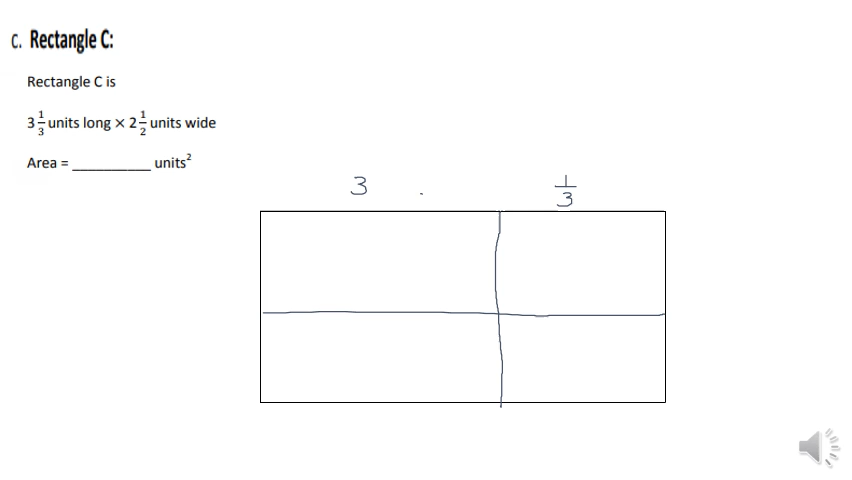 c. Rectangle C:
Rectangle C is
3 1/3 units long × 2 1/2 units wide
Area = __________ units²
3 . 1/3